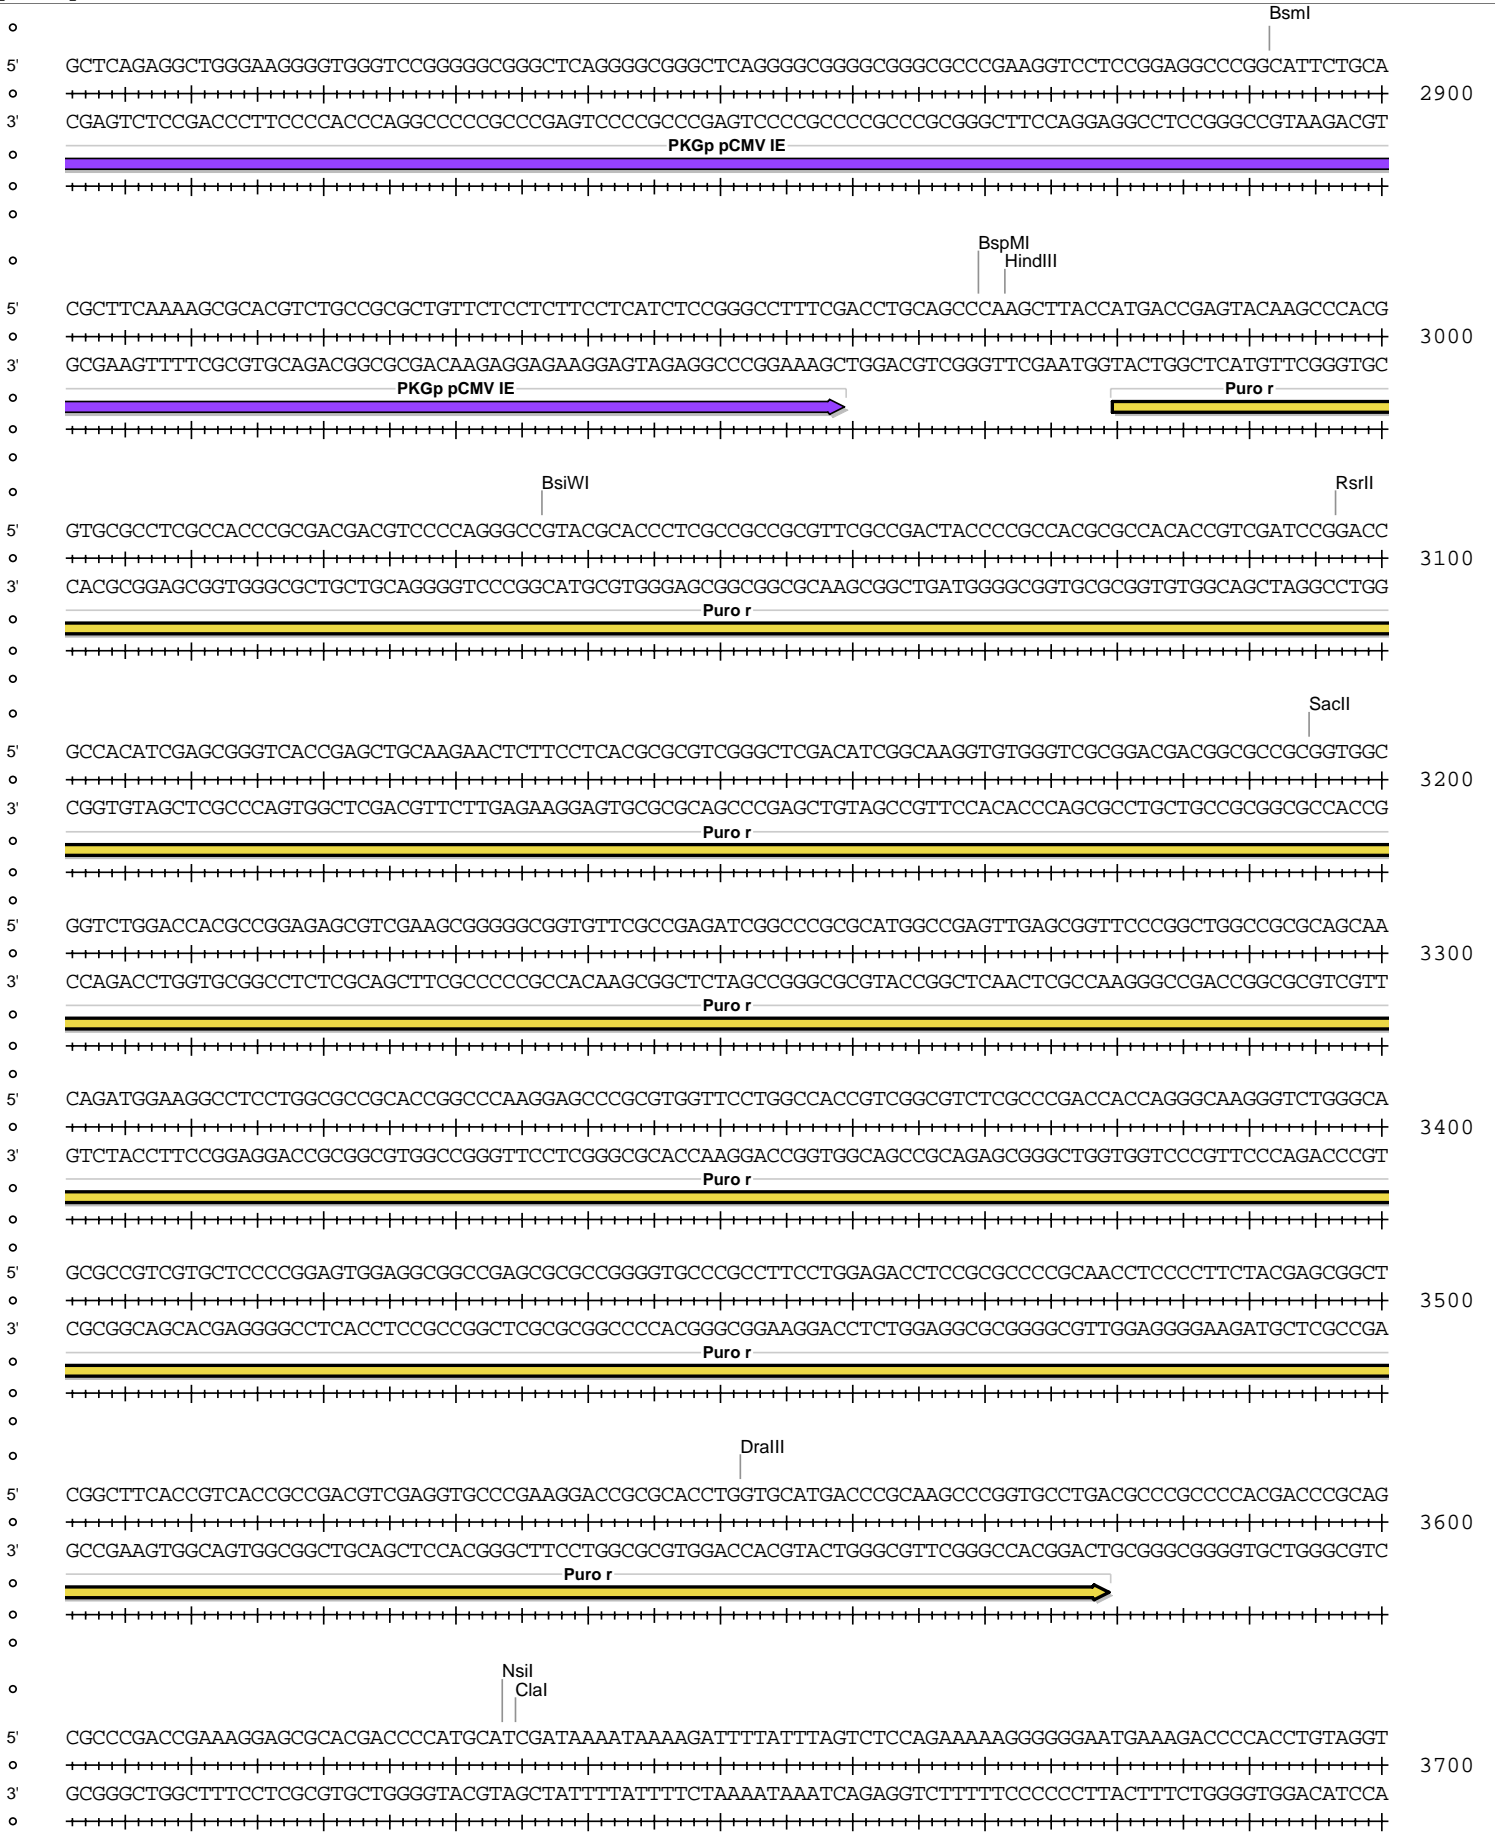 BsmI
5' GCTCAGAGGCTGGGAAGGGGTGGGTCCGGGGGCGGGCTCAGGGGCGGGCTCAGGGGCGGGGCGGGCGCCCGAAGGTCCTCCGGAGGCCCGGCATTCTGCA
2900
3' CGAGTCTCCGACCCTTCCCCACCCAGGCCCCCGCCCGAGTCCCCGCCCGAGTCCCCGCCCCGCCCGCGGGCTTCCAGGAGGCCTCCGGGCCGTAAGACGT
PKGp pCMV IE
BspMI
HindIII
5' CGCTTCAAAAGCGCACGTCTGCCGCGCTGTTCTCCTCTTCCTCATCTCCGGGCCTTTCGACCTGCAGCCCAAGCTTACCATGACCGAGTACAAGCCCACG
3000
3' GCGAAGTTTTCGCGTGCAGACGGCGCGACAAGAGGAGAAGGAGTAGAGGCCCGGAAAGCTGGACGTCGGGTTCGAATGGTACTGGCTCATGTTCGGGTGC
PKGp pCMV IE Puro r
BsiWI RsrII
5' GTGCGCCTCGCCACCCGCGACGACGTCCCCAGGGCCGTACGCACCCTCGCCGCCGCGTTCGCCGACTACCCCGCCACGCGCCACACCGTCGATCCGGACC
3100
3' CACGCGGAGCGGTGGGCGCTGCTGCAGGGGTCCCGGCATGCGTGGGAGCGGCGGCGCAAGCGGCTGATGGGGCGGTGCGCGGTGTGGCAGCTAGGCCTGG
Puro r
SacII
5' GCCACATCGAGCGGGTCACCGAGCTGCAAGAACTCTTCCTCACGCGCGTCGGGCTCGACATCGGCAAGGTGTGGGTCGCGGACGACGGCGCCGCGGTGGC
3200
3' CGGTGTAGCTCGCCCAGTGGCTCGACGTTCTTGAGAAGGAGTGCGCGCAGCCCGAGCTGTAGCCGTTCCACACCCAGCGCCTGCTGCCGCGGCGCCACCG
Puro r
5' GGTCTGGACCACGCCGGAGAGCGTCGAAGCGGGGGCGGTGTTCGCCGAGATCGGCCCGCGCATGGCCGAGTTGAGCGGTTCCCGGCTGGCCGCGCAGCAA
3300
3' CCAGACCTGGTGCGGCCTCTCGCAGCTTCGCCCCCGCCACAAGCGGCTCTAGCCGGGCGCGTACCGGCTCAACTCGCCAAGGGCCGACCGGCGCGTCGTT
Puro r
5' CAGATGGAAGGCCTCCTGGCGCCGCACCGGCCCAAGGAGCCCGCGTGGTTCCTGGCCACCGTCGGCGTCTCGCCCGACCACCAGGGCAAGGGTCTGGGCA
3400
3' GTCTACCTTCCGGAGGACCGCGGCGTGGCCGGGTTCCTCGGGCGCACCAAGGACCGGTGGCAGCCGCAGAGCGGGCTGGTGGTCCCGTTCCCAGACCCGT
Puro r
5' GCGCCGTCGTGCTCCCCGGAGTGGAGGCGGCCGAGCGCGCCGGGGTGCCCGCCTTCCTGGAGACCTCCGCGCCCCGCAACCTCCCCTTCTACGAGCGGCT
3500
3' CGCGGCAGCACGAGGGGCCTCACCTCCGCCGGCTCGCGCGGCCCCACGGGCGGAAGGACCTCTGGAGGCGCGGGGCGTTGGAGGGGAAGATGCTCGCCGA
Puro r
DraIII
5' CGGCTTCACCGTCACCGCCGACGTCGAGGTGCCCGAAGGACCGCGCACCTGGTGCATGACCCGCAAGCCCGGTGCCTGACGCCCGCCCCACGACCCGCAG
3600
3' GCCGAAGTGGCAGTGGCGGCTGCAGCTCCACGGGCTTCCTGGCGCGTGGACCACGTACTGGGCGTTCGGGCCACGGACTGCGGGCGGGGTGCTGGGCGTC
Puro r
NsiI
ClaI
5' CGCCCGACCGAAAGGAGCGCACGACCCCATGCATCGATAAAATAAAAGATTTTATTTAGTCTCCAGAAAAAGGGGGGAATGAAAGACCCCACCTGTAGGT
3700
3' GCGGGCTGGCTTTCCTCGCGTGCTGGGGTACGTAGCTATTTTATTTTCTAAAATAAATCAGAGGTCTTTTTCCCCCCTTACTTTCTGGGGTGGACATCCA